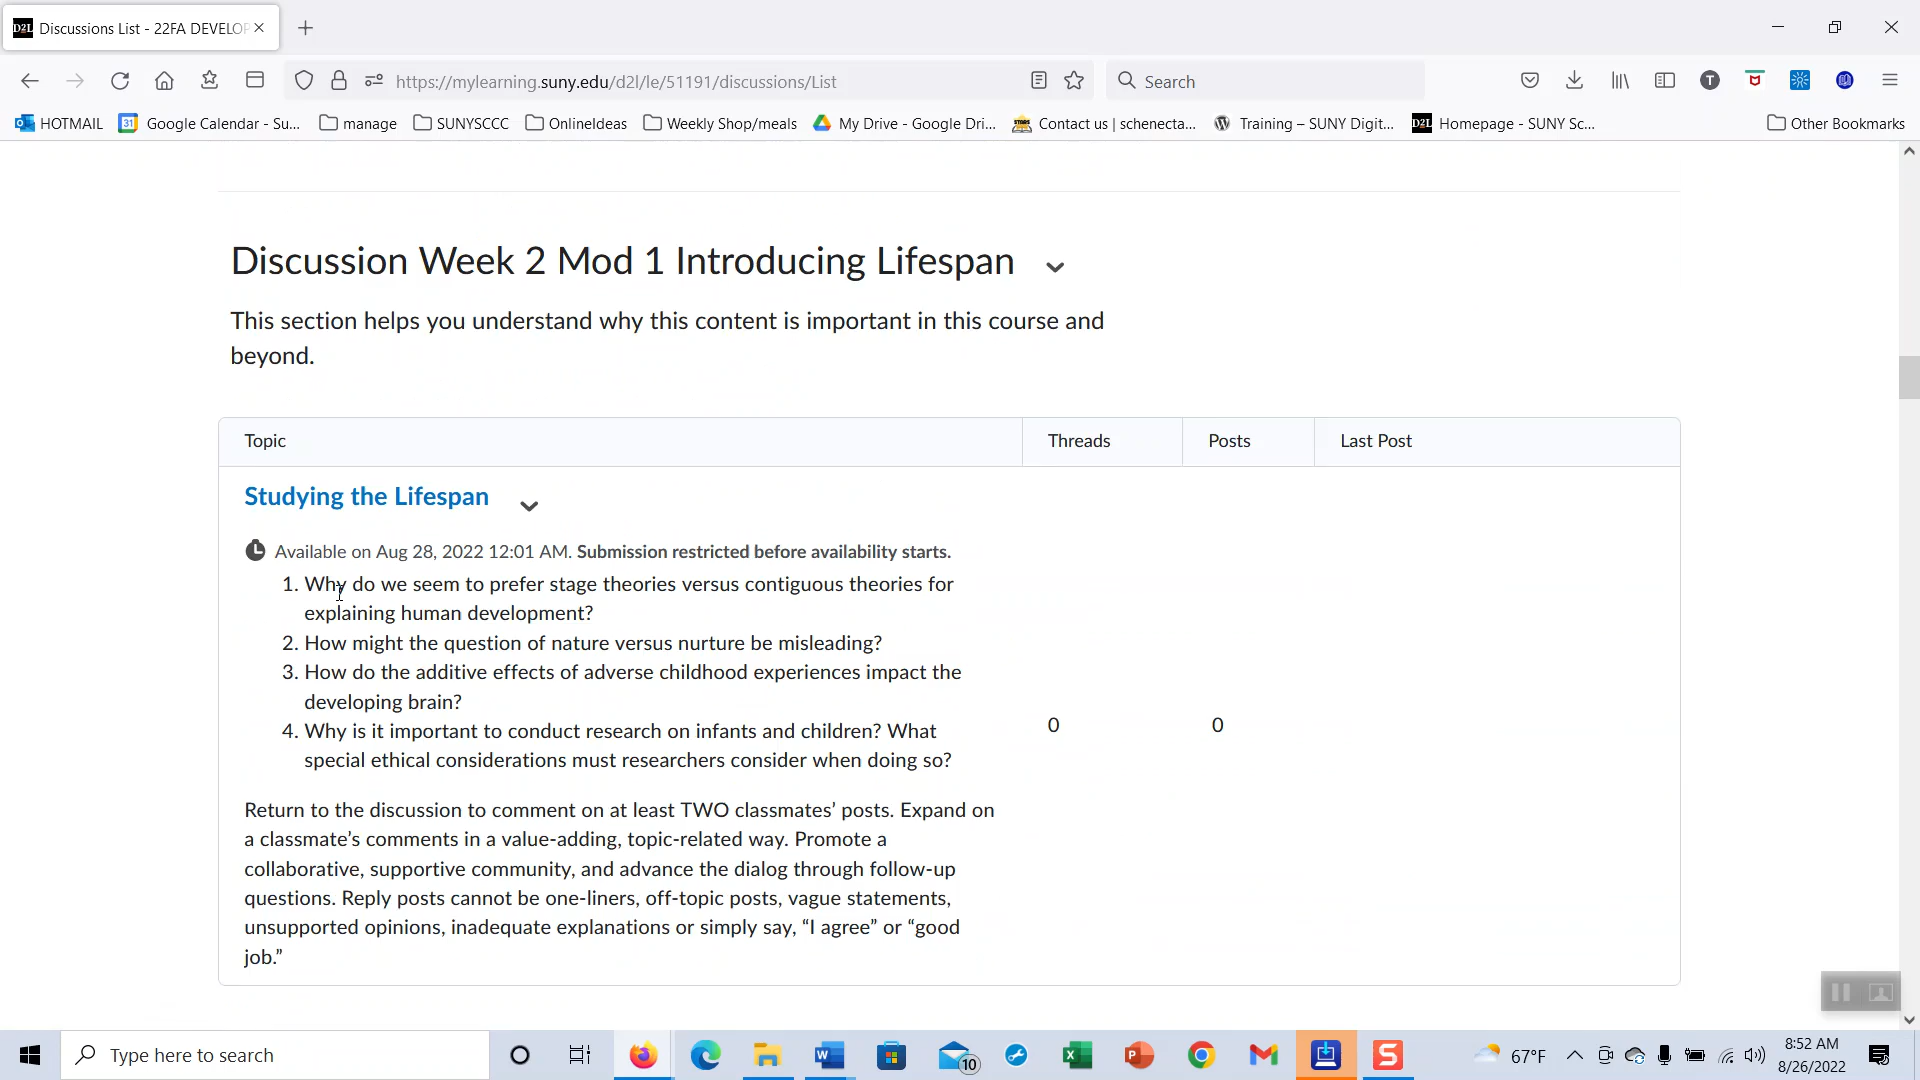 D2L Discussions List - 22FA DEVELOP
https://mylearning.suny.edu/d2l/le/51191/discussions/List
Search
T
HOTMAIL
31 Google Calendar - Su...
manage
SUNYSCCC
OnlineIdeas
Weekly Shop/meals
My Drive - Google Dri...
Contact us | schenecta...
Training – SUNY Digit...
D2L Homepage - SUNY Sc...
Other Bookmarks
Discussion Week 2 Mod 1 Introducing Lifespan
This section helps you understand why this content is important in this course and
beyond.
Topic Threads Posts Last Post
Studying the Lifespan
Available on Aug 28, 2022 12:01 AM. Submission restricted before availability starts.
1. Why do we seem to prefer stage theories versus contiguous theories for
explaining human development?
2. How might the question of nature versus nurture be misleading?
3. How do the additive effects of adverse childhood experiences impact the
developing brain?
4. Why is it important to conduct research on infants and children? What
special ethical considerations must researchers consider when doing so?
0 0
Return to the discussion to comment on at least TWO classmates’ posts. Expand on
a classmate’s comments in a value-adding, topic-related way. Promote a
collaborative, supportive community, and advance the dialog through follow-up
questions. Reply posts cannot be one-liners, off-topic posts, vague statements,
unsupported opinions, inadequate explanations or simply say, “I agree” or “good
job.”
Type here to search
10
67°F
8:52 AM
8/26/2022